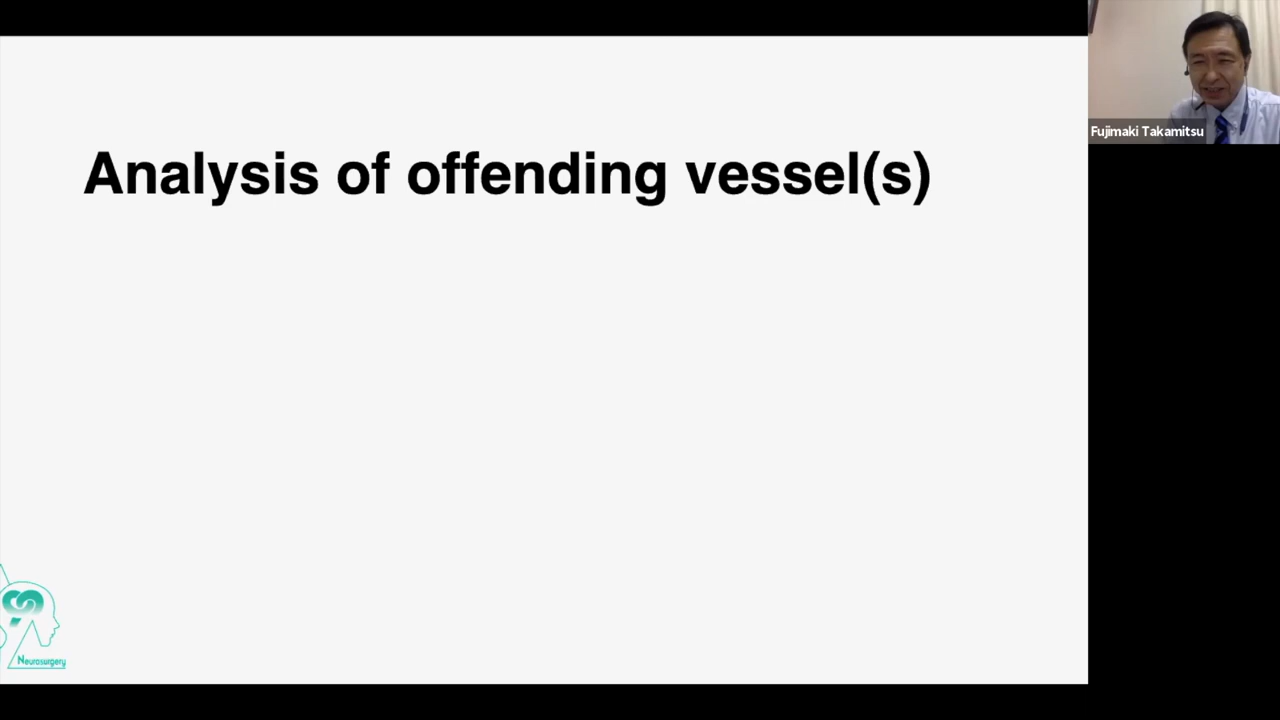 Analysis of offending vessel(s)
Fujimaki Takamitsu
Neurosurgery